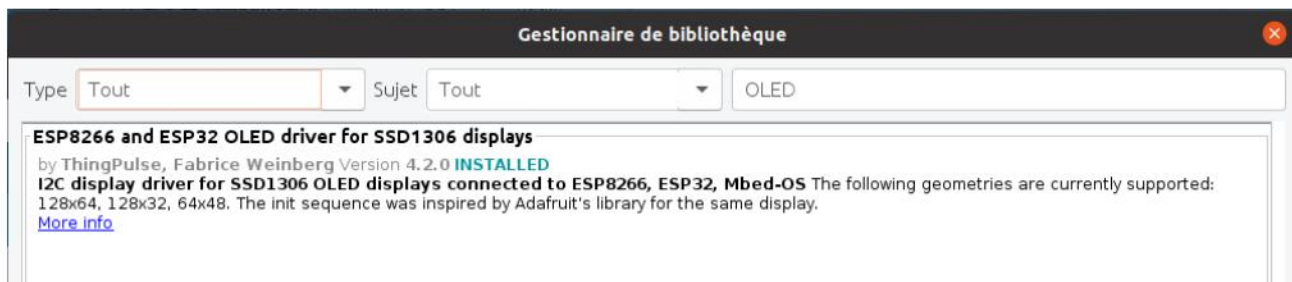 Gestionnaire de bibliothèque
Type Tout Sujet Tout OLED
ESP8266 and ESP32 OLED driver for SSD1306 displays
by ThingPulse, Fabrice Weinberg Version 4.2.0 INSTALLED
I2C display driver for SSD1306 OLED displays connected to ESP8266, ESP32, Mbed-OS The following geometries are currently supported:
128x64, 128x32, 64x48. The init sequence was inspired by Adafruit's library for the same display.
More info